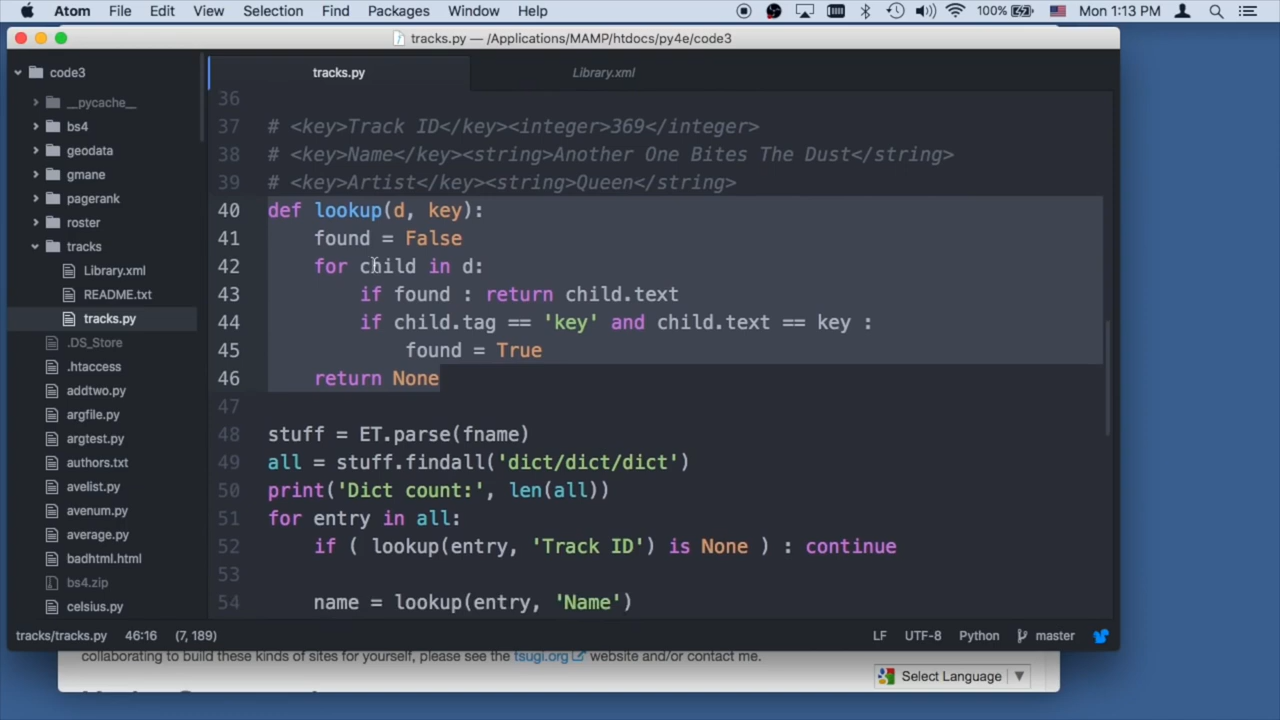 Atom File Edit View Selection Find Packages Window Help 100% Mon 1:13 PM
tracks.py — /Applications/MAMP/htdocs/py4e/code3
code3
__pycache__
bs4
geodata
gmane
pagerank
roster
tracks
Library.xml
README.txt
tracks.py
.DS_Store
.htaccess
addtwo.py
argfile.py
argtest.py
authors.txt
avelist.py
avenum.py
average.py
badhtml.html
bs4.zip
celsius.py
tracks.py Library.xml
36
37 # <key>Track ID</key><integer>369</integer>
38 # <key>Name</key><string>Another One Bites The Dust</string>
39 # <key>Artist</key><string>Queen</string>
40 def lookup(d, key):
41 found = False
42 for child in d:
43 if found : return child.text
44 if child.tag == 'key' and child.text == key :
45 found = True
46 return None
47
48 stuff = ET.parse(fname)
49 all = stuff.findall('dict/dict/dict')
50 print('Dict count:', len(all))
51 for entry in all:
52 if ( lookup(entry, 'Track ID') is None ) : continue
53
54 name = lookup(entry, 'Name')
tracks/tracks.py 46:16 (7, 189) LF UTF-8 Python master
collaborating to build these kinds of sites for yourself, please see the tsugi.org website and/or contact me.
Select Language ▼